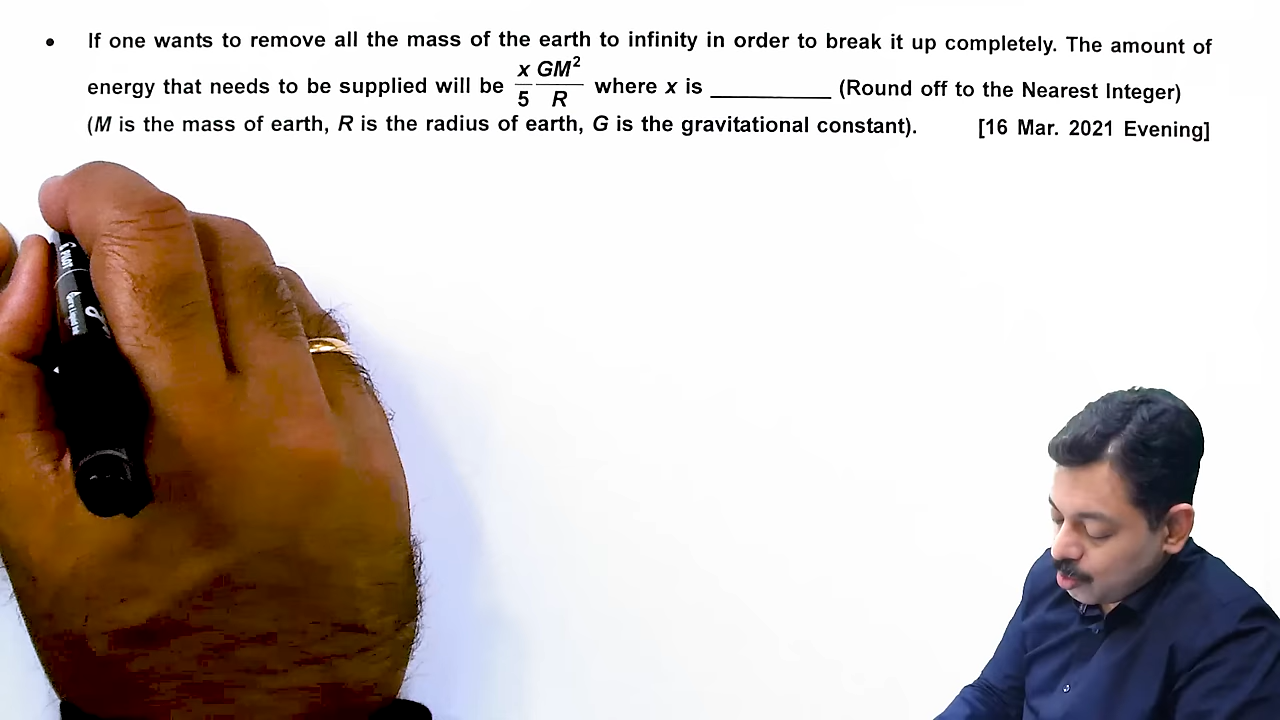 • If one wants to remove all the mass of the earth to infinity in order to break it up completely. The amount of
energy that needs to be supplied will be x/5 GM²/R where x is __________ (Round off to the Nearest Integer)
(M is the mass of earth, R is the radius of earth, G is the gravitational constant). [16 Mar. 2021 Evening]
PILOT